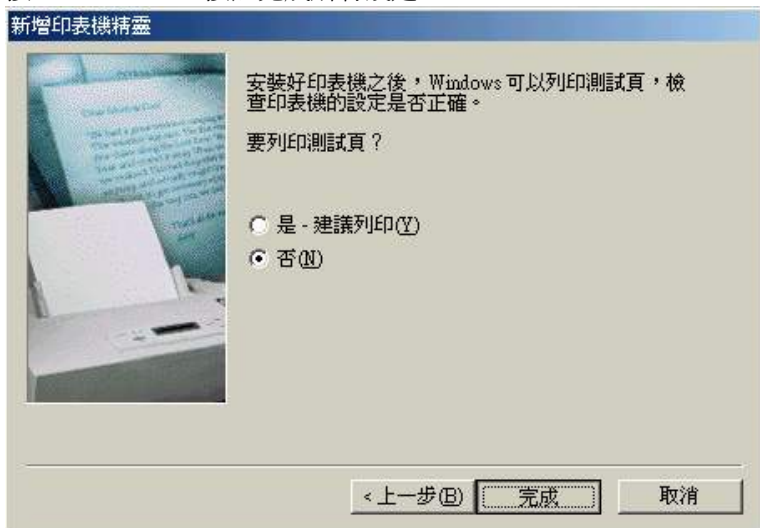 新增印表機精靈
安裝好印表機之後，Windows 可以列印測試頁，檢
查印表機的設定是否正確。
要列印測試頁？
是 - 建議列印(Y)
否(N)
<上一步(B)
完成
取消